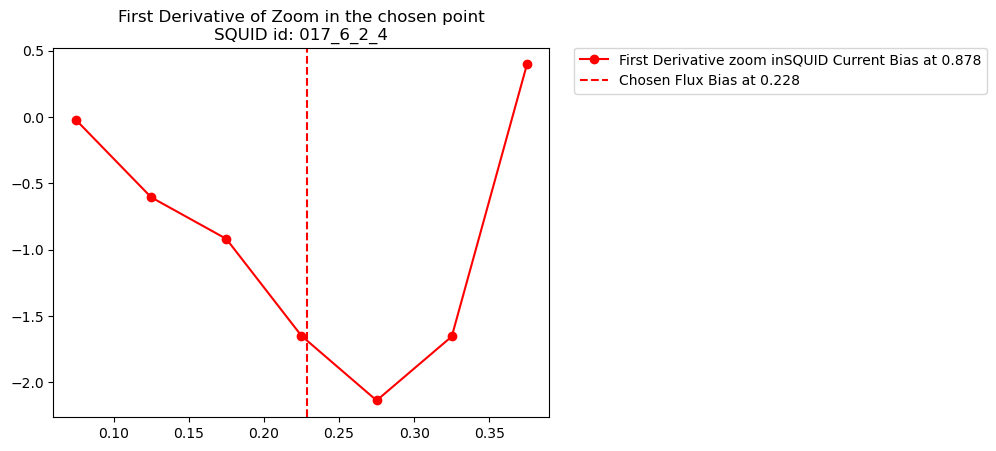 First Derivative of Zoom in the chosen point
SQUID id: 017_6_2_4
First Derivative zoom inSQUID Current Bias at 0.878
Chosen Flux Bias at 0.228
0.5
0.0
−0.5
−1.0
−1.5
−2.0
0.10 0.15 0.20 0.25 0.30 0.35